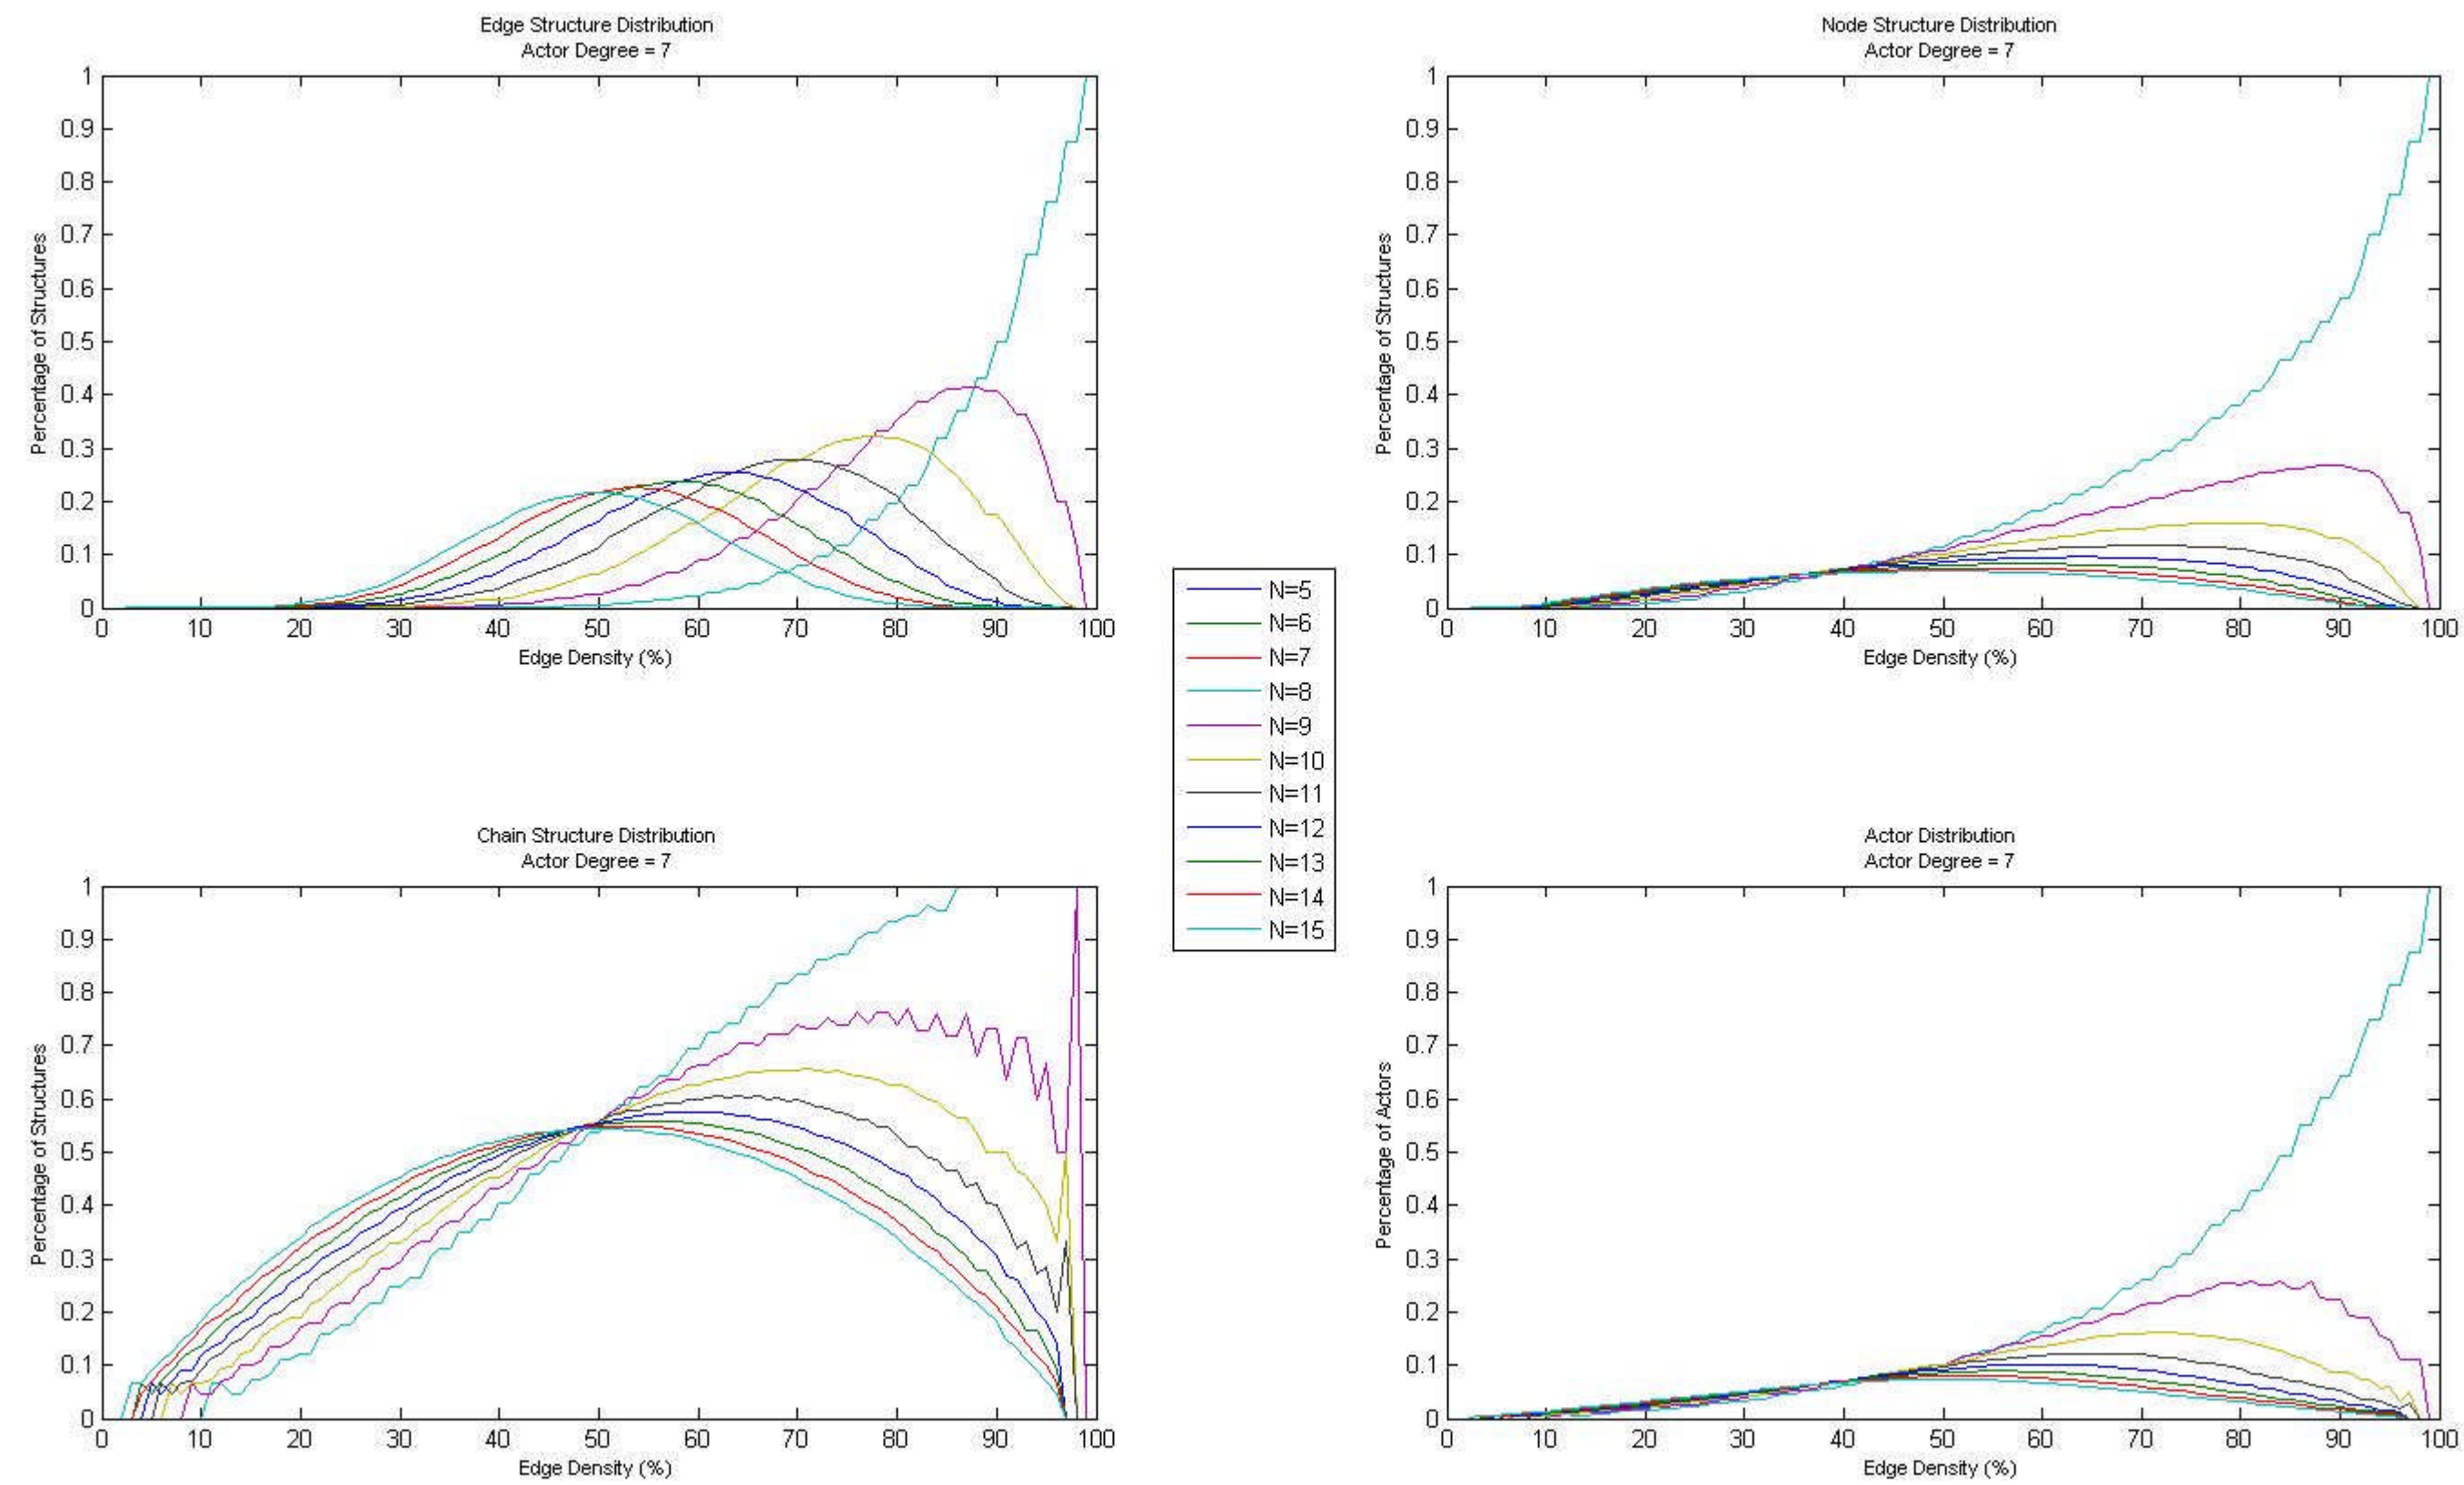 Edge Structure Distribution
Actor Degree = 7
1
0.9
0.8
0.7
0.6
0.5
0.4
0.3
0.2
0.1
0
Percentage of Structures
0 10 20 30 40 50 60 70 80 90 100
Edge Density (%)
Node Structure Distribution
Actor Degree = 7
1
0.9
0.8
0.7
0.6
0.5
0.4
0.3
0.2
0.1
0
Percentage of Structures
0 10 20 30 40 50 60 70 80 90 100
Edge Density (%)
N=5
N=6
N=7
N=8
N=9
N=10
N=11
N=12
N=13
N=14
N=15
Chain Structure Distribution
Actor Degree = 7
1
0.9
0.8
0.7
0.6
0.5
0.4
0.3
0.2
0.1
0
Percentage of Structures
0 10 20 30 40 50 60 70 80 90 100
Edge Density (%)
Actor Distribution
Actor Degree = 7
1
0.9
0.8
0.7
0.6
0.5
0.4
0.3
0.2
0.1
0
Percentage of Actors
0 10 20 30 40 50 60 70 80 90 100
Edge Density (%)